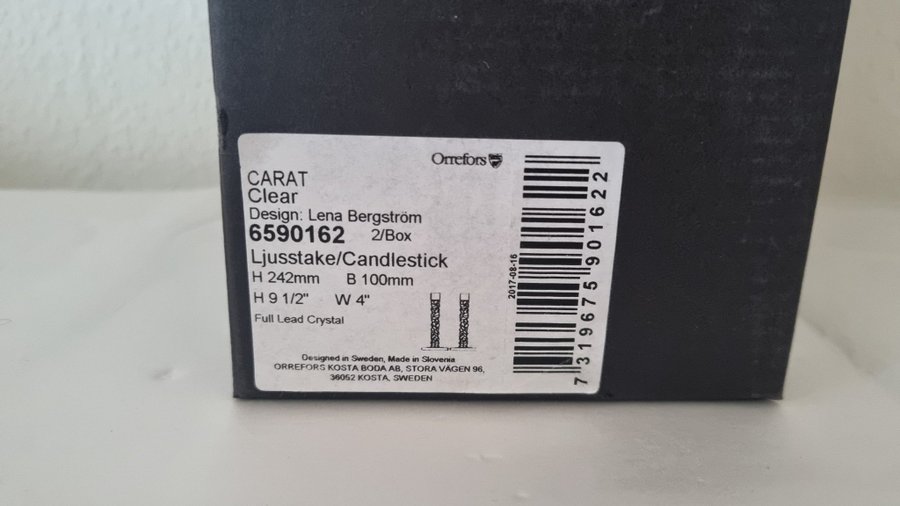 Orrefors
CARAT
Clear
Design: Lena Bergström
6590162 2/Box
Ljusstake/Candlestick
H 242mm B 100mm
H 9 1/2" W 4"
Full Lead Crystal
Designed in Sweden, Made in Slovenia
ORREFORS KOSTA BODA AB, STORA VÄGEN 96,
36052 KOSTA, SWEDEN
2017-08-16
7 319675 901622